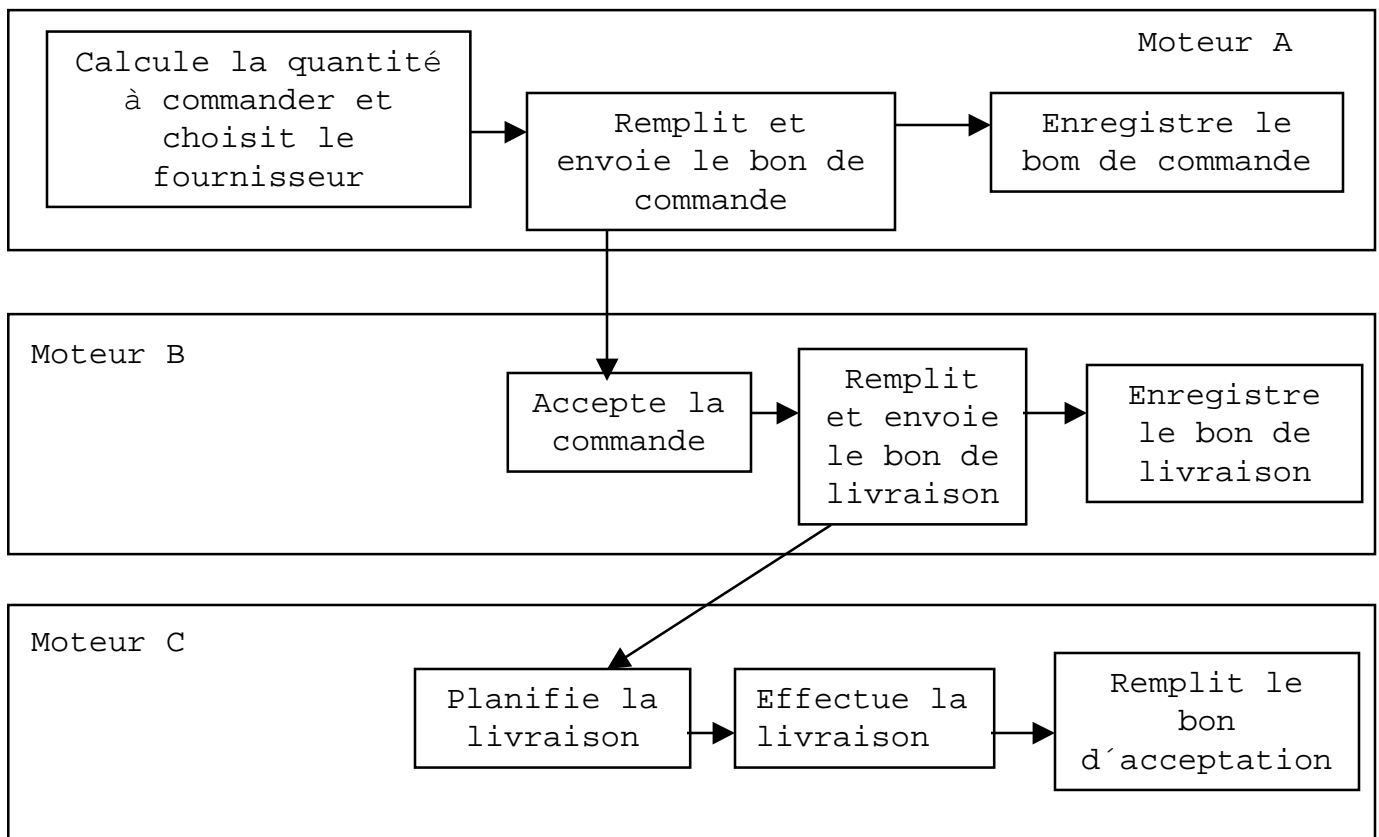 Moteur A
Calcule la quantité
à commander et
choisit le
fournisseur
Remplit et
envoie le bon de
commande
Enregistre le
bom de commande
Moteur B
Accepte la
commande
Remplit
et envoie
le bon de
livraison
Enregistre
le bon de
livraison
Moteur C
Planifie la
livraison
Effectue la
livraison
Remplit le
bon
d´acceptation